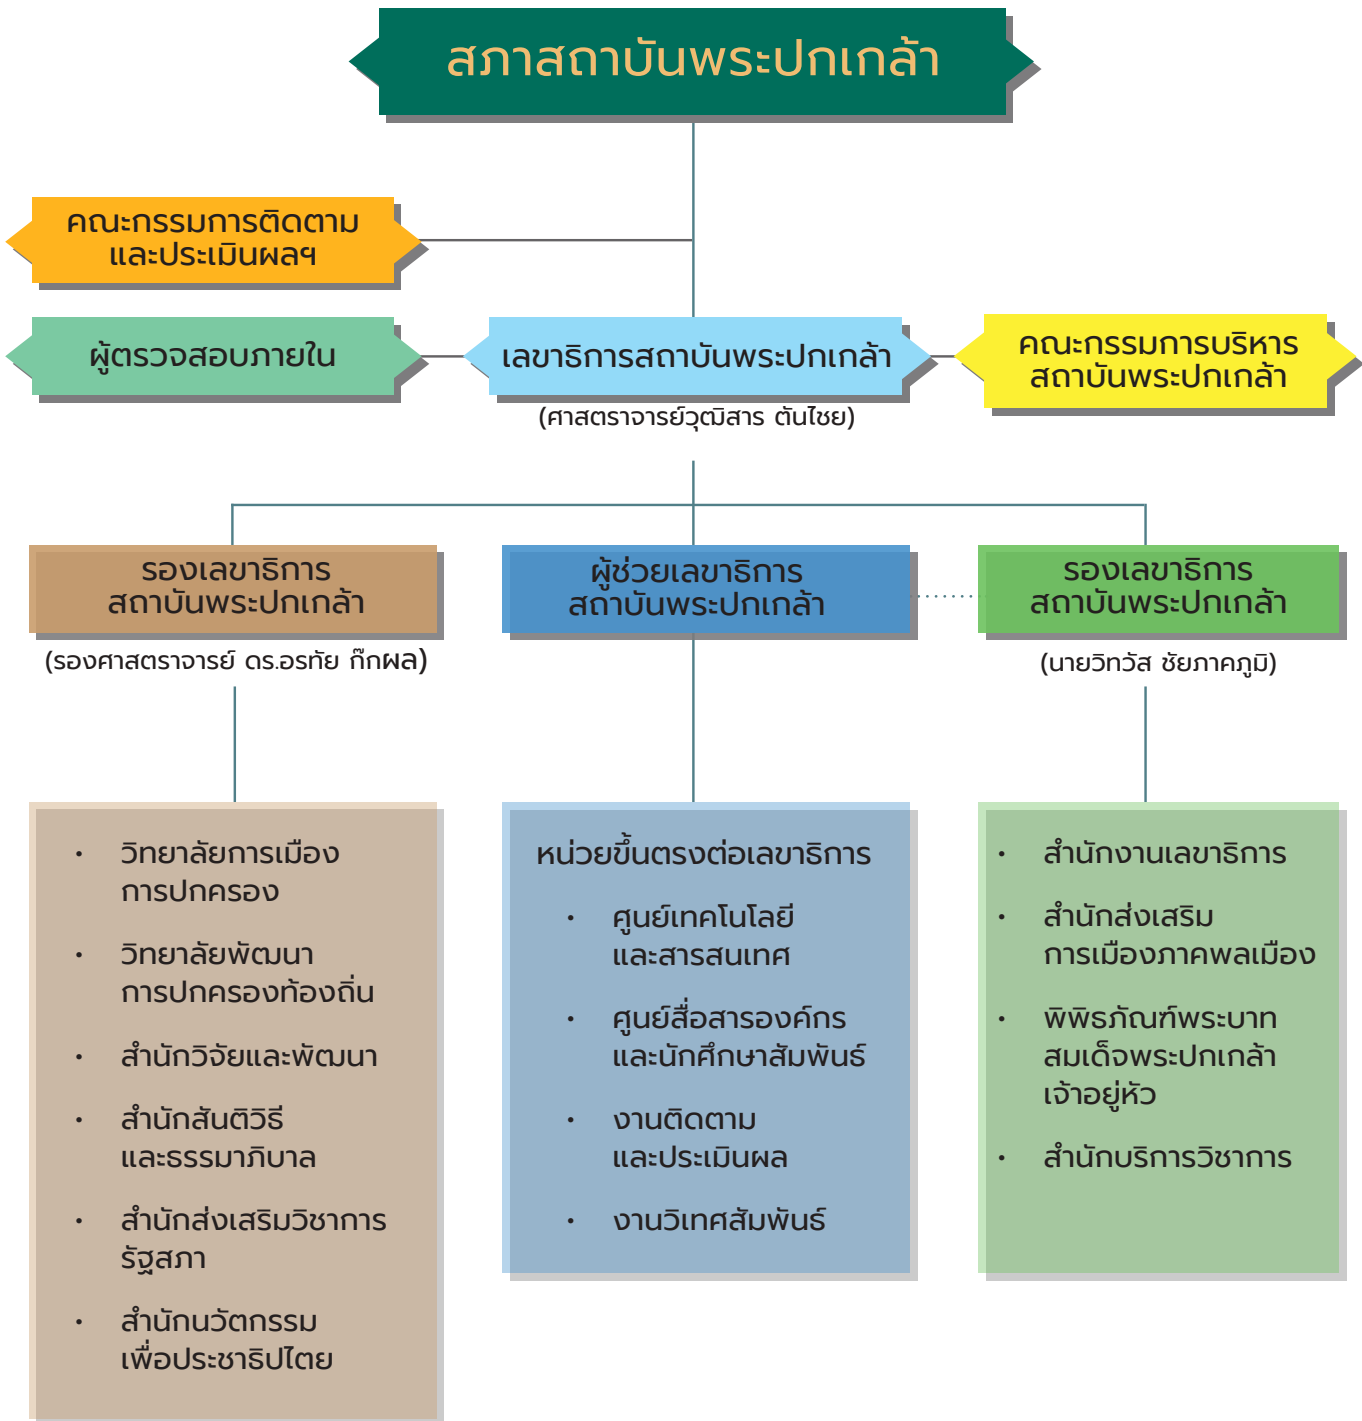 สภาสถาบันพระปกเกล้า
คณะกรรมการติดตาม
และประเมินผลฯ
ผู้ตรวจสอบภายใน
เลขาธิการสถาบันพระปกเกล้า
(ศาสตราจารย์วุฒิสาร ตันไชย)
คณะกรรมการบริหาร
สถาบันพระปกเกล้า
รองเลขาธิการ
สถาบันพระปกเกล้า
(รองศาสตราจารย์ ดร.อรทัย ก๊กผล)
ผู้ช่วยเลขาธิการ
สถาบันพระปกเกล้า
รองเลขาธิการ
สถาบันพระปกเกล้า
(นายวิทวัส ชัยภาคภูมิ)
• วิทยาลัยการเมือง
การปกครอง
• วิทยาลัยพัฒนา
การปกครองท้องถิ่น
• สำนักวิจัยและพัฒนา
• สำนักสันติวิธี
และธรรมาภิบาล
• สำนักส่งเสริมวิชาการ
รัฐสภา
• สำนักนวัตกรรม
เพื่อประชาธิปไตย
หน่วยขึ้นตรงต่อเลขาธิการ
• ศูนย์เทคโนโลยี
และสารสนเทศ
• ศูนย์สื่อสารองค์กร
และนักศึกษาสัมพันธ์
• งานติดตาม
และประเมินผล
• งานวิเทศสัมพันธ์
• สำนักงานเลขาธิการ
• สำนักส่งเสริม
การเมืองภาคพลเมือง
• พิพิธภัณฑ์พระบาท
สมเด็จพระปกเกล้า
เจ้าอยู่หัว
• สำนักบริการวิชาการ